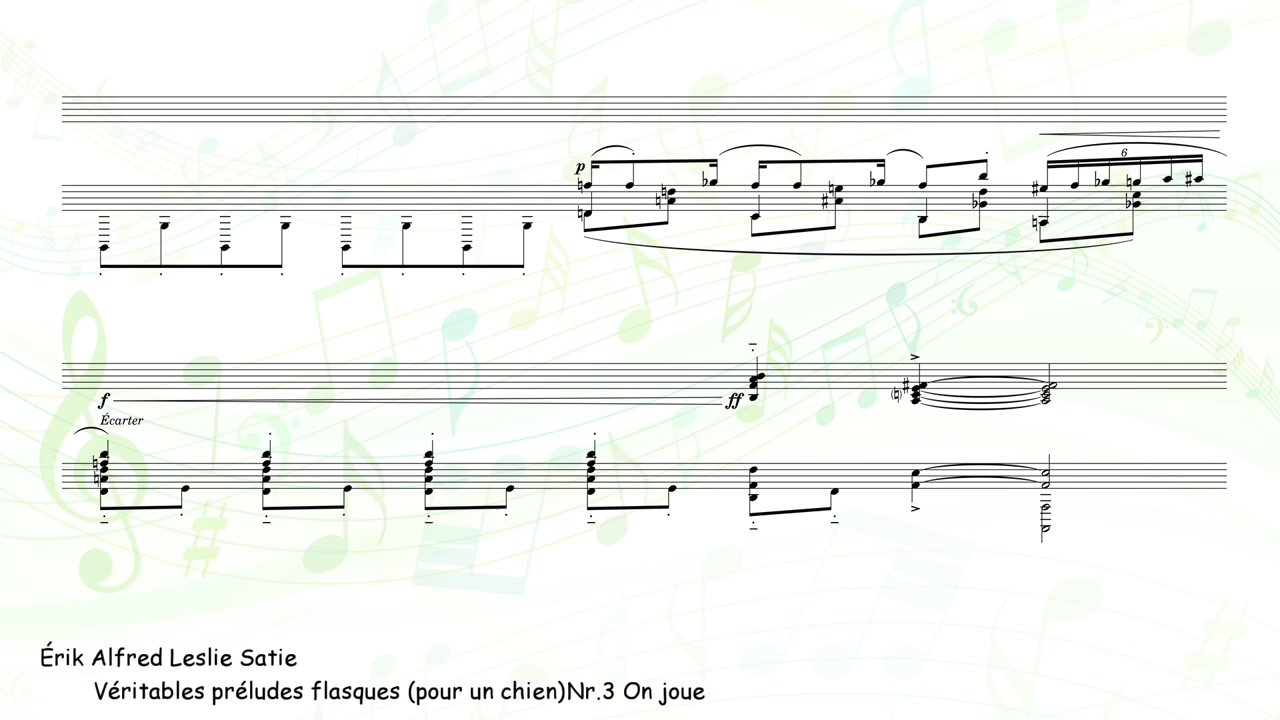 p
6
f
ff
Écarter
Érik Alfred Leslie Satie
Véritables préludes flasques (pour un chien)Nr.3 On joue